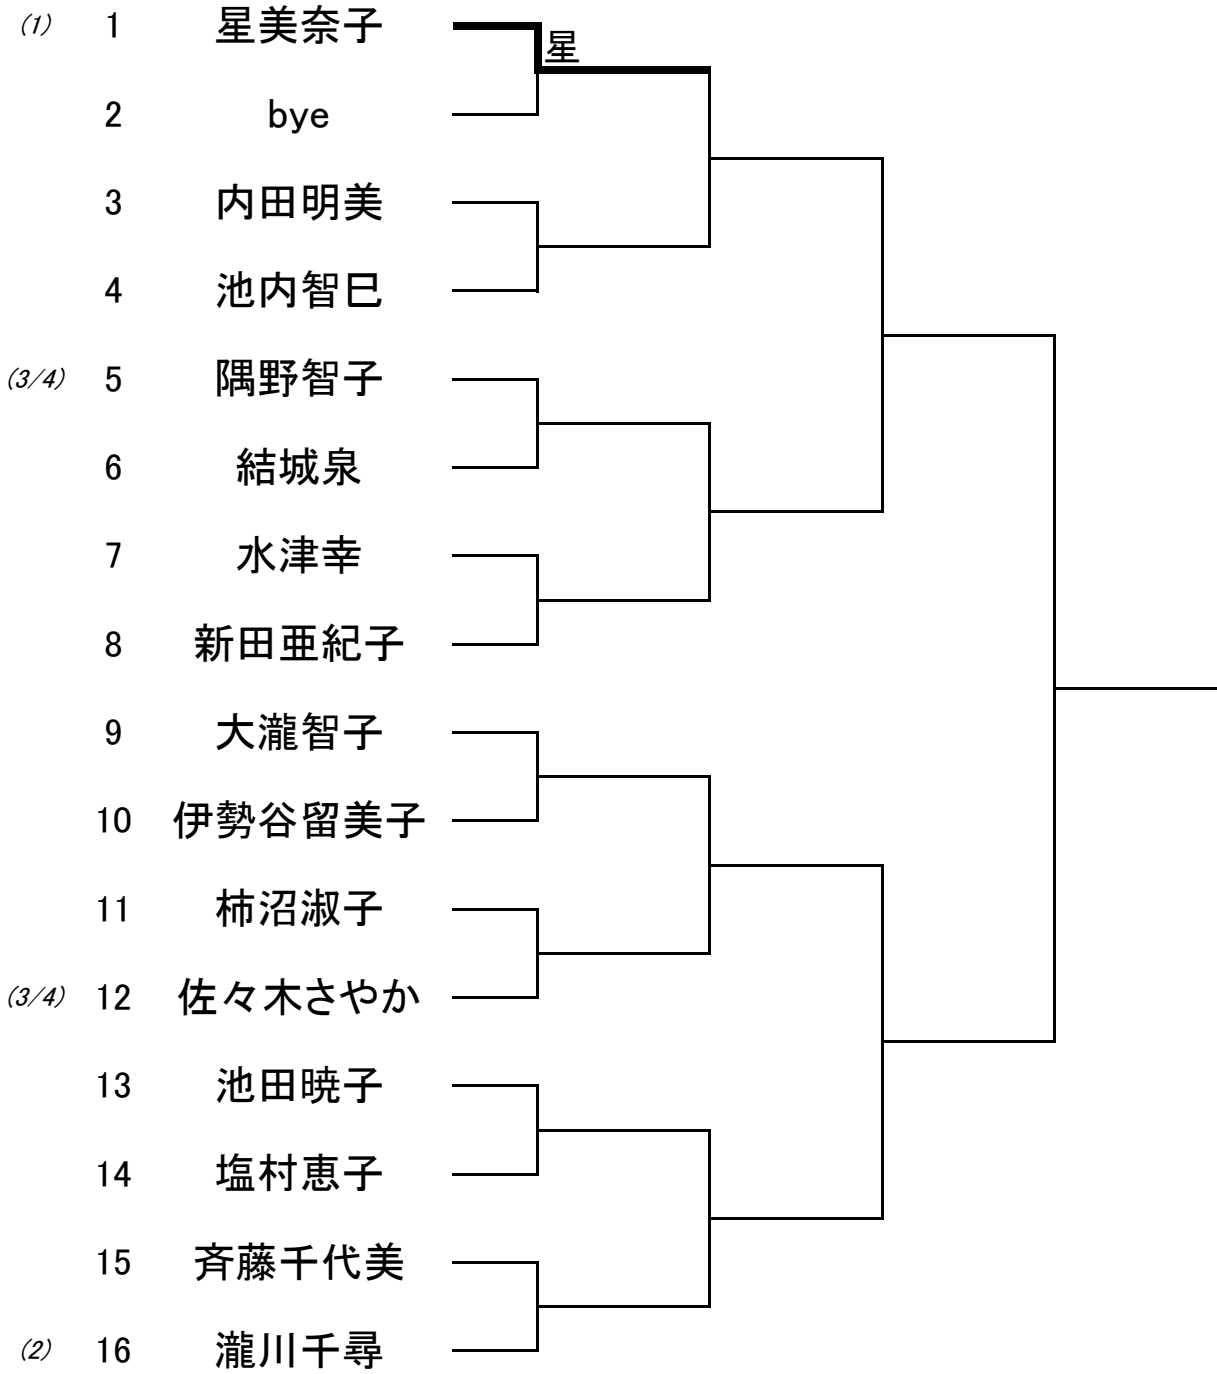 (1) 1 星美奈子
星
2 bye
3 内田明美
4 池内智巳
(3/4) 5 隅野智子
6 結城泉
7 水津幸
8 新田亜紀子
9 大瀧智子
10 伊勢谷留美子
11 柿沼淑子
(3/4) 12 佐々木さやか
13 池田暁子
14 塩村恵子
15 斉藤千代美
(2) 16 瀧川千尋